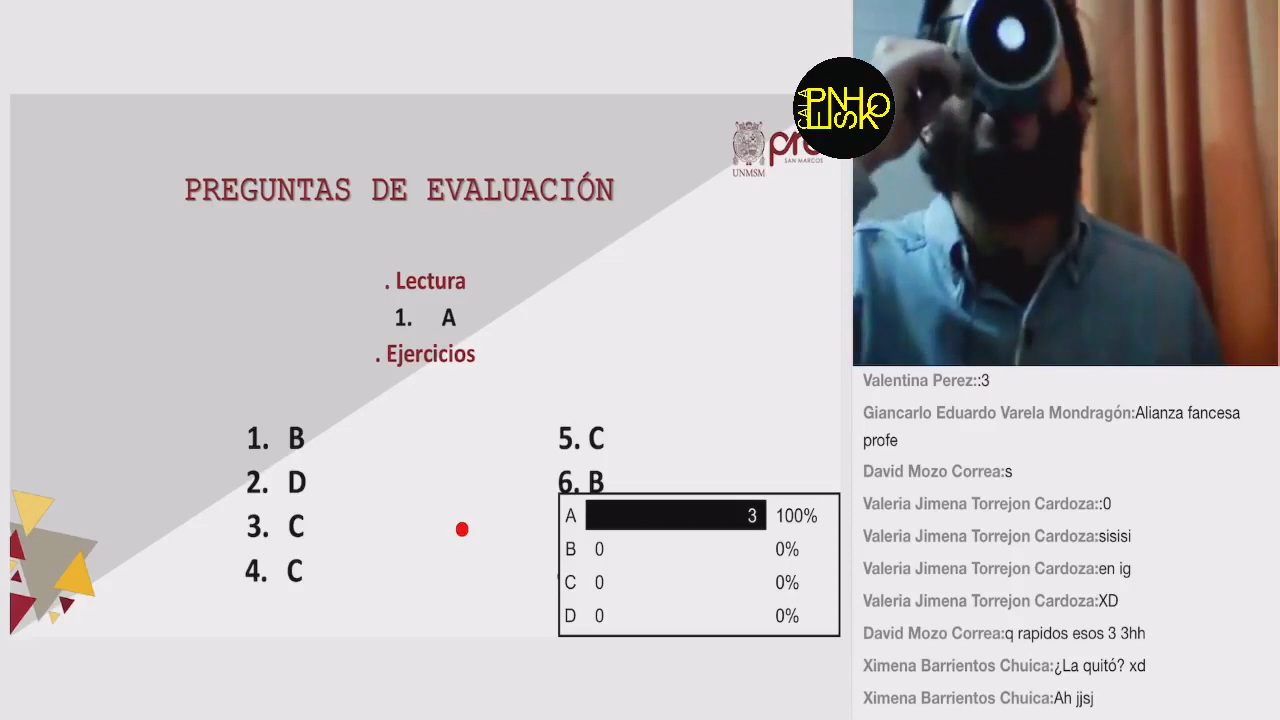 PREGUNTAS DE EVALUACIÓN
UNMSM
SAN MARCOS
CALA
. Lectura
1. A
. Ejercicios
1. B
2. D
3. C
4. C
5. C
6. B
A 3 100%
B 0 0%
C 0 0%
D 0 0%
Valentina Perez::3
Giancarlo Eduardo Varela Mondragón:Alianza fancesa
profe
David Mozo Correa:s
Valeria Jimena Torrejon Cardoza::0
Valeria Jimena Torrejon Cardoza:sisisi
Valeria Jimena Torrejon Cardoza:en ig
Valeria Jimena Torrejon Cardoza:XD
David Mozo Correa:q rapidos esos 3 3hh
Ximena Barrientos Chuica:¿La quitó? xd
Ximena Barrientos Chuica:Ah jjsj